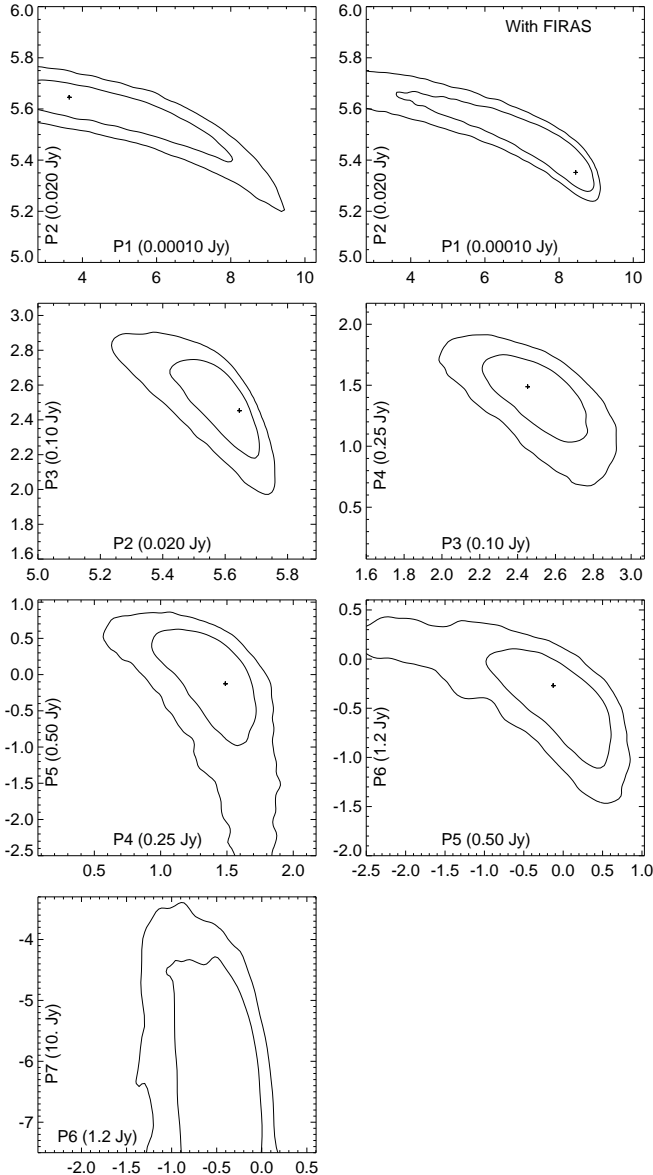 6.0
5.8
5.6
5.4
5.2
5.0
P2 (0.020 Jy)
P1 (0.00010 Jy)
4 6 8 10
With FIRAS
6.0
5.8
5.6
5.4
5.2
5.0
P2 (0.020 Jy)
P1 (0.00010 Jy)
4 6 8 10
3.0
2.8
2.6
2.4
2.2
2.0
1.8
1.6
P3 (0.10 Jy)
P2 (0.020 Jy)
5.0 5.2 5.4 5.6 5.8
2.0
1.5
1.0
0.5
P4 (0.25 Jy)
P3 (0.10 Jy)
1.6 1.8 2.0 2.2 2.4 2.6 2.8 3.0
1.0
0.5
0.0
-0.5
-1.0
-1.5
-2.0
-2.5
P5 (0.50 Jy)
P4 (0.25 Jy)
0.5 1.0 1.5 2.0
0.5
0.0
-0.5
-1.0
-1.5
-2.0
P6 (1.2 Jy)
P5 (0.50 Jy)
-2.5 -2.0 -1.5 -1.0 -0.5 0.0 0.5 1.0
-4
-5
-6
-7
P7 (10. Jy)
P6 (1.2 Jy)
-2.0 -1.5 -1.0 -0.5 0.0 0.5